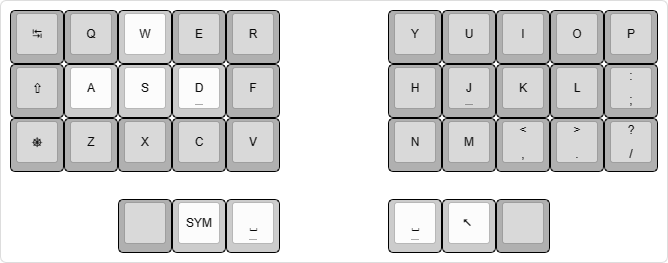 ↹ Q W E R Y U I O P
⇧ A S D F H J K L : ;
⎈ Z X C V N M < , > . ? /
SYM ⎵ ⎵ ↖